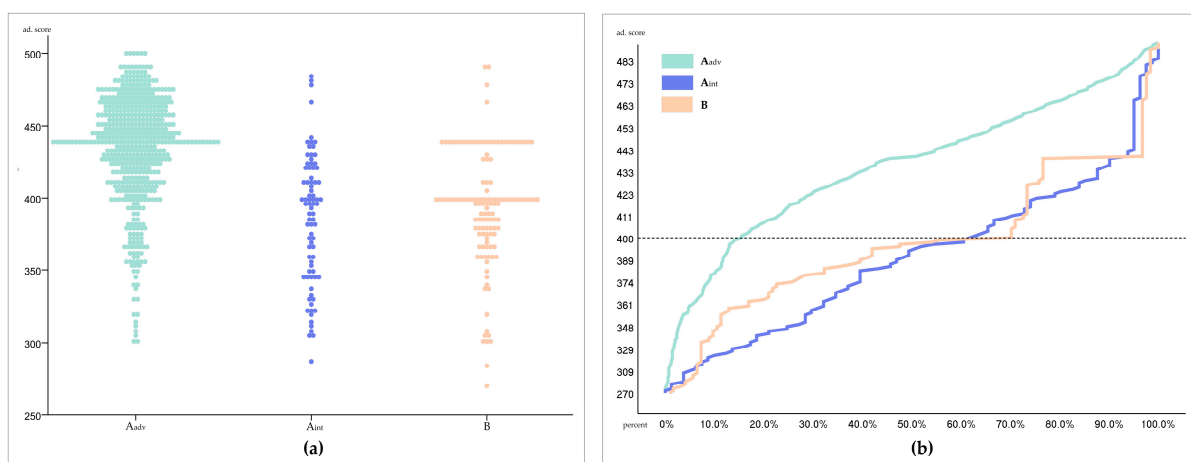 ad. score
500
450
400
350
300
250
Aadv
Aint
B
(a)
ad. score
483
473
463
453
443
433
423
411
400
389
374
361
348
329
309
270
Aadv
Aint
B
percent 0% 10.0% 20.0% 30.0% 40.0% 50.0% 60.0% 70.0% 80.0% 90.0% 100.0%
(b)